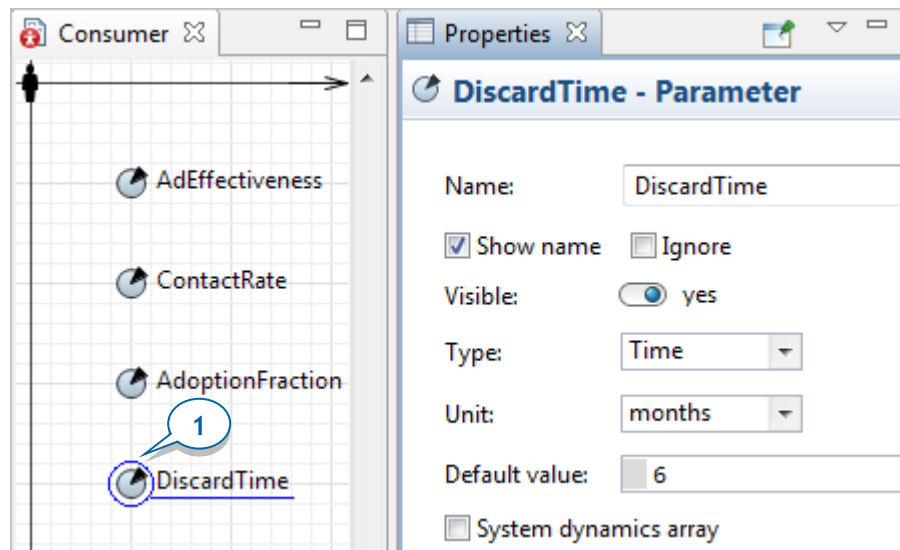 Consumer
AdEffectiveness
ContactRate
AdoptionFraction
1
DiscardTime
Properties
DiscardTime - Parameter
Name: DiscardTime
Show name Ignore
Visible: yes
Type: Time
Unit: months
Default value: 6
System dynamics array